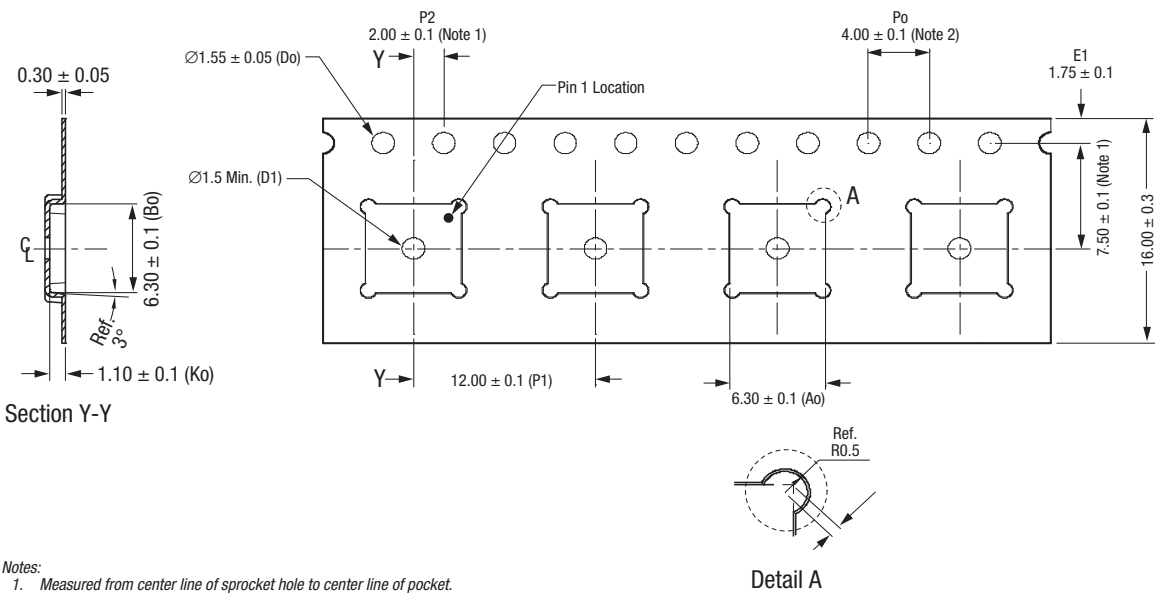 P2
2.00 ± 0.1 (Note 1)
Po
4.00 ± 0.1 (Note 2)
E1
1.75 ± 0.1
∅1.55 ± 0.05 (Do)
Y
0.30 ± 0.05
Pin 1 Location
∅1.5 Min. (D1)
A
7.50 ± 0.1 (Note 1)
16.00 ± 0.3
CL
6.30 ± 0.1 (Bo)
Ref.
3°
1.10 ± 0.1 (Ko)
Y
12.00 ± 0.1 (P1)
6.30 ± 0.1 (Ao)
Section Y-Y
Ref.
R0.5
Detail A
Notes:
1. Measured from center line of sprocket hole to center line of pocket.